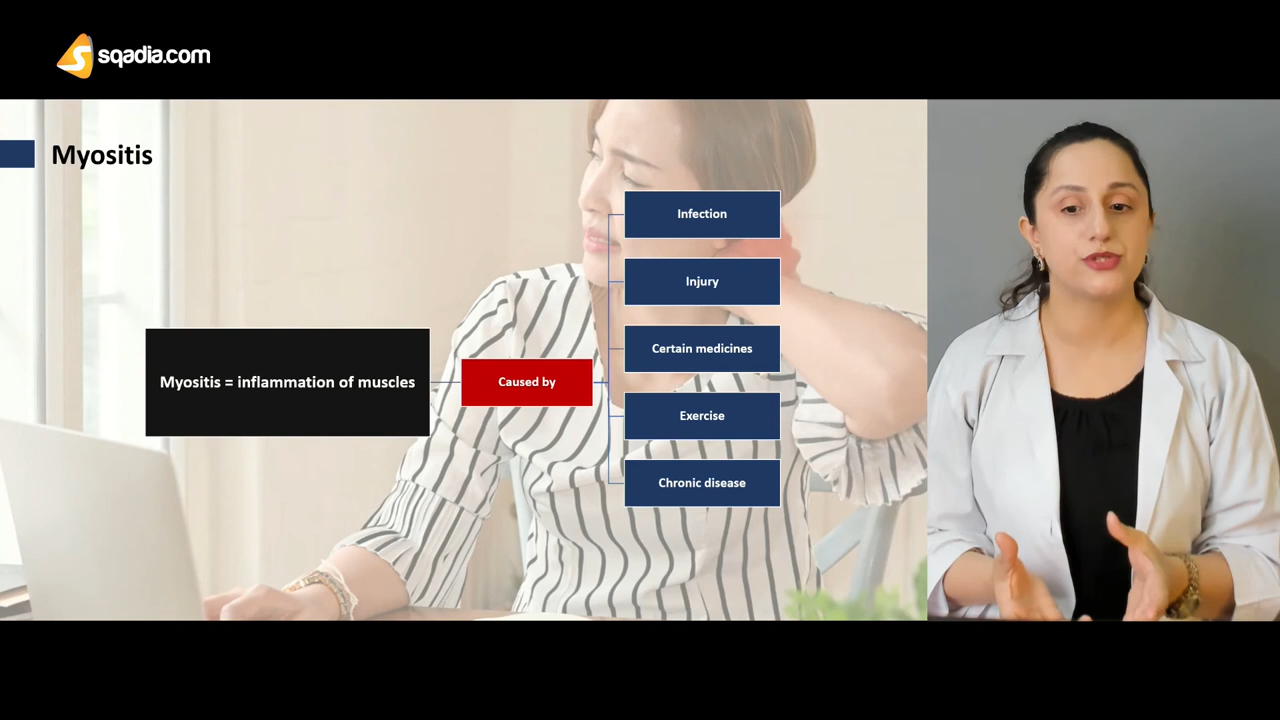 sqadia.com
Myositis
Myositis = inflammation of muscles
Caused by
Infection
Injury
Certain medicines
Exercise
Chronic disease